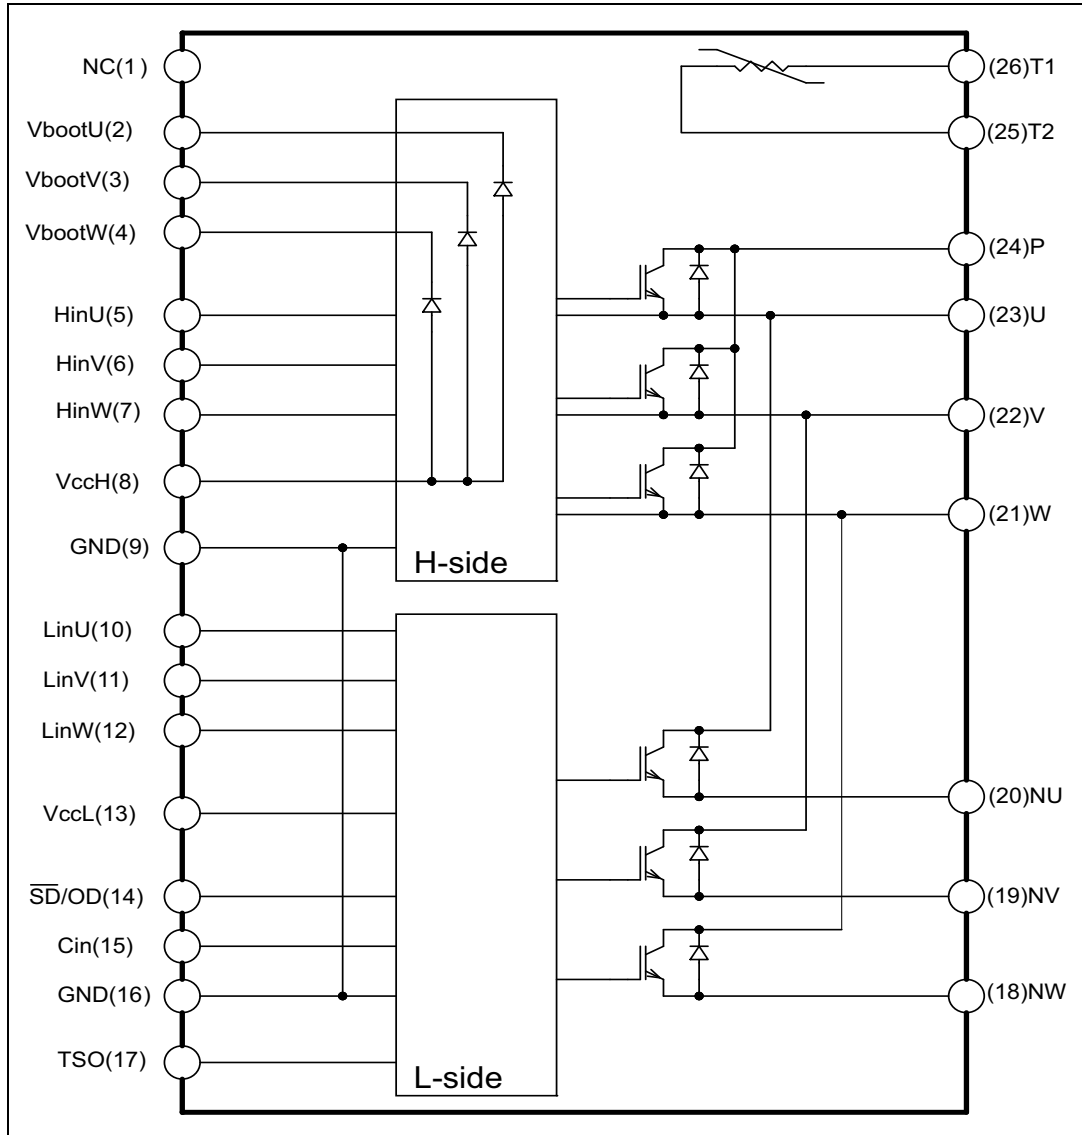 NC(1)
VbootU(2)
VbootV(3)
VbootW(4)
HinU(5)
HinV(6)
HinW(7)
VccH(8)
GND(9)
LinU(10)
LinV(11)
LinW(12)
VccL(13)
S̅D̅/OD(14)
Cin(15)
GND(16)
TSO(17)
H-side
L-side
(26)T1
(25)T2
(24)P
(23)U
(22)V
(21)W
(20)NU
(19)NV
(18)NW